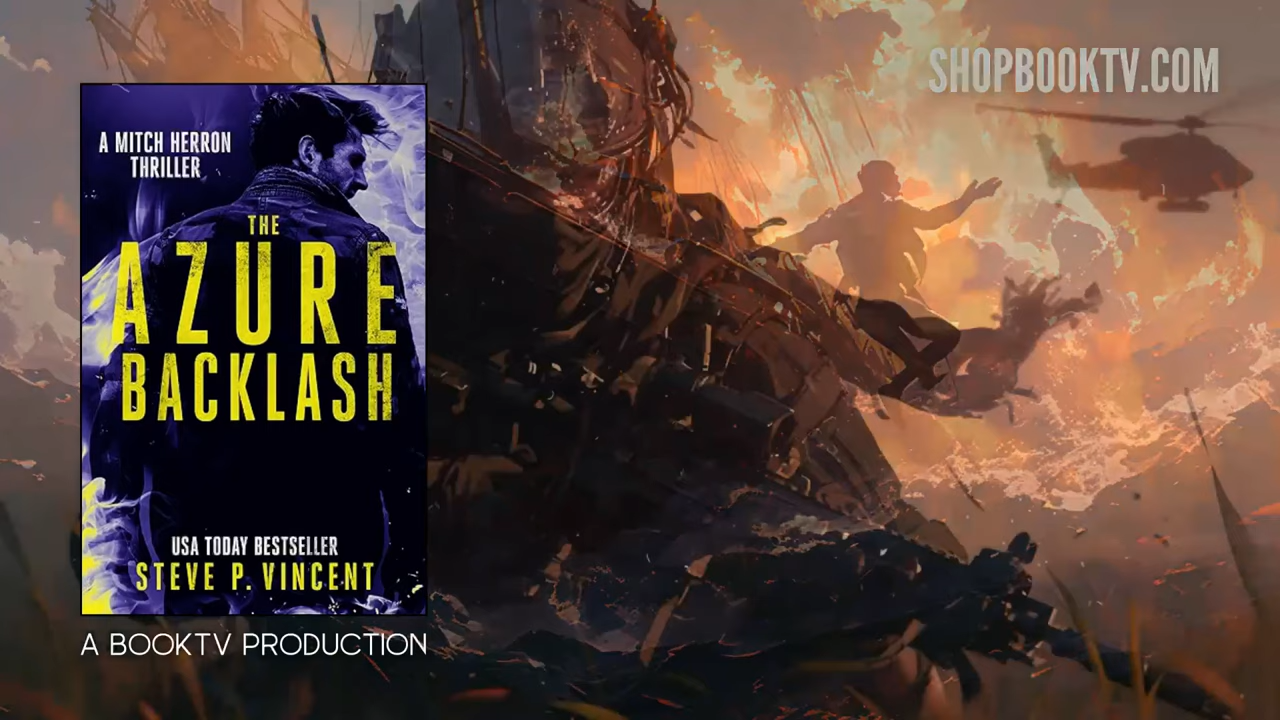 SHOPBOOKTV.COM
A MITCH HERRON
THRILLER
THE
AZURE
BACKLASH
USA TODAY BESTSELLER
STEVE P. VINCENT
A BOOKTV PRODUCTION